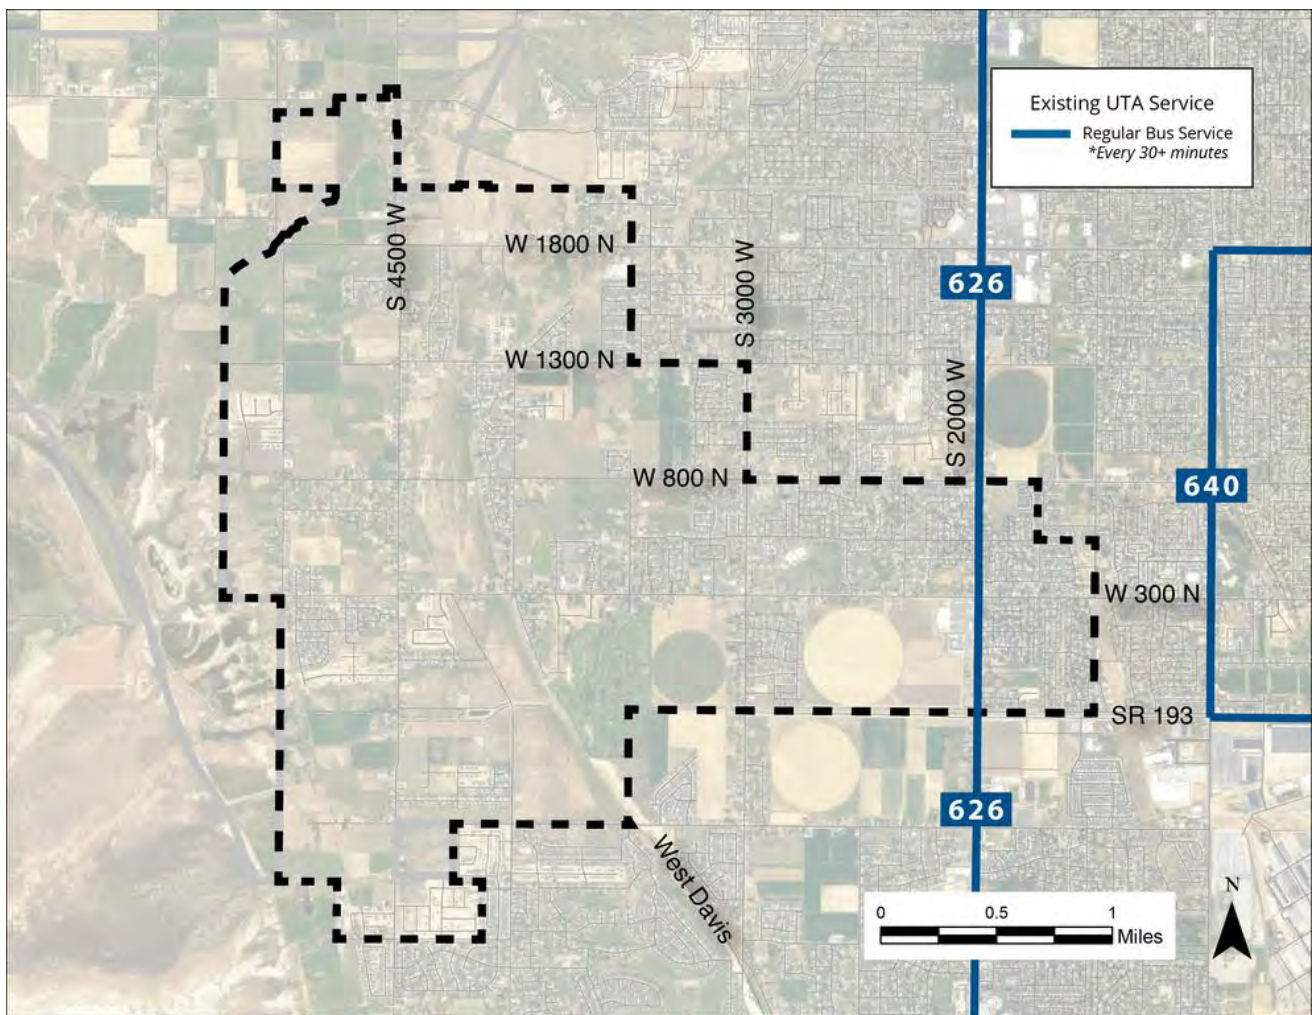 Existing UTA Service
Regular Bus Service
*Every 30+ minutes
S 4500 W
W 1800 N
S 3000 W
626
W 1300 N
S 2000 W
W 800 N
640
W 300 N
SR 193
626
West Davis
0 0.5 1
Miles
N